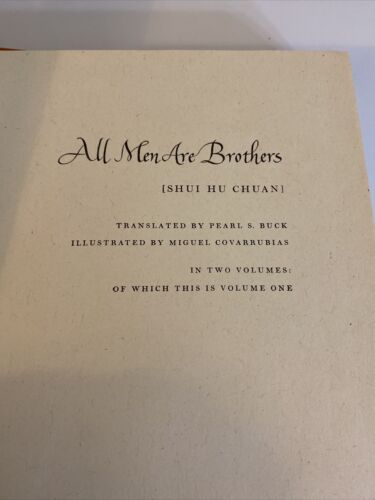 All Men Are Brothers
[SHUI HU CHUAN]
TRANSLATED BY PEARL S. BUCK
ILLUSTRATED BY MIGUEL COVARRUBIAS
IN TWO VOLUMES:
OF WHICH THIS IS VOLUME ONE